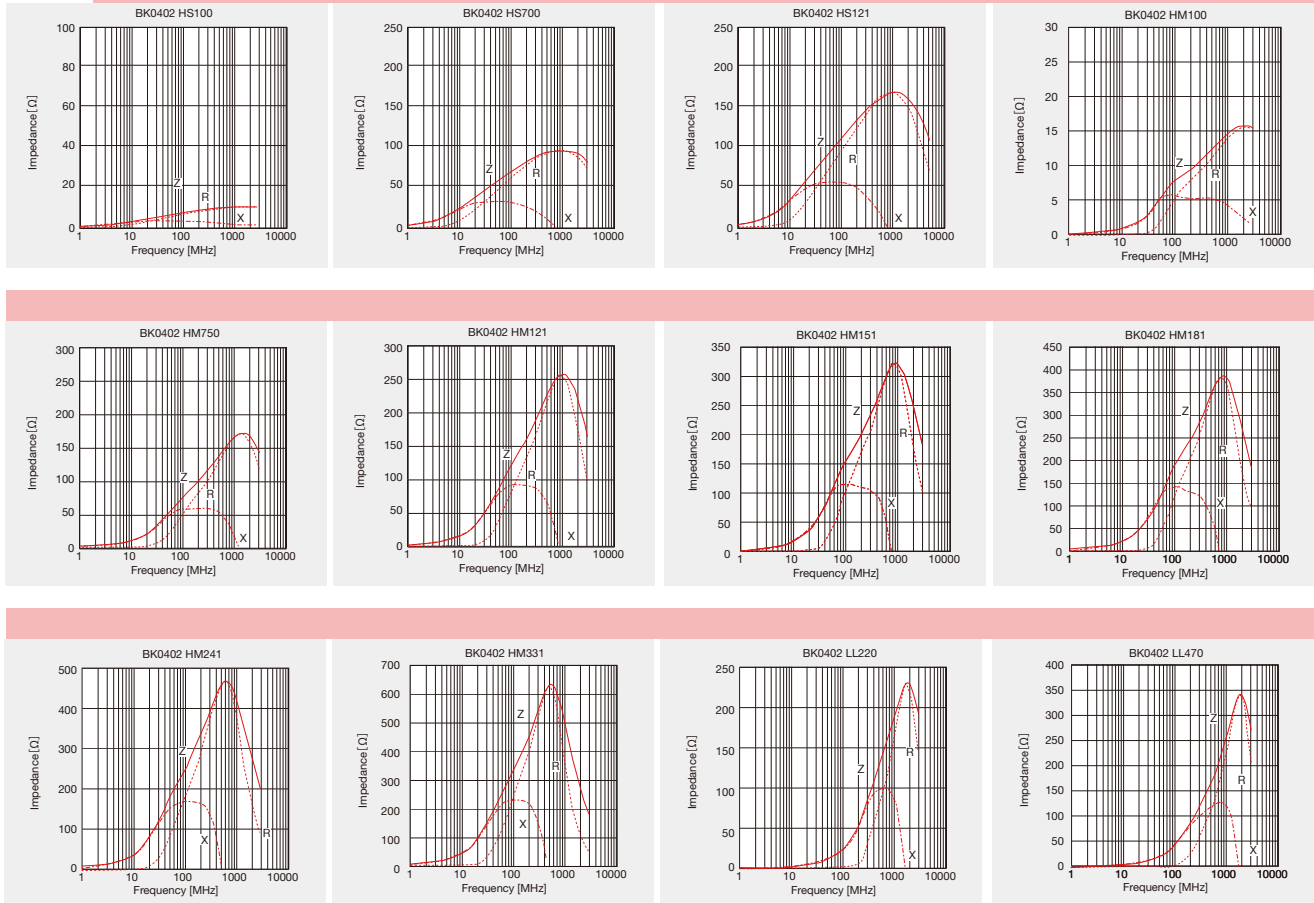 BK0402 HS100
Impedance[Ω]
100
80
60
40
20
0
Z
R
X
1
10
100
1000
10000
Frequency [MHz]
BK0402 HS700
Impedance[Ω]
250
200
150
100
50
0
Z
R
X
1
10
100
1000
10000
Frequency [MHz]
BK0402 HS121
Impedance[Ω]
250
200
150
100
50
0
Z
R
X
1
10
100
1000
10000
Frequency [MHz]
BK0402 HM100
Impedance[Ω]
30
25
20
15
10
5
0
Z
R
X
1
10
100
1000
10000
Frequency [MHz]
BK0402 HM750
Impedance[Ω]
300
250
200
150
100
50
0
Z
R
X
1
10
100
1000
10000
Frequency [MHz]
BK0402 HM121
Impedance[Ω]
300
250
200
150
100
50
0
Z
R
X
1
10
100
1000
10000
Frequency [MHz]
BK0402 HM151
Impedance[Ω]
350
300
250
200
150
100
50
0
Z
R
X
1
10
100
1000
10000
Frequency [MHz]
BK0402 HM181
Impedance[Ω]
450
400
350
300
250
200
150
100
50
0
Z
R
X
1
10
100
1000
10000
Frequency [MHz]
BK0402 HM241
Impedance[Ω]
500
400
300
200
100
0
Z
X
R
1
10
100
1000
10000
Frequency [MHz]
BK0402 HM331
Impedance[Ω]
700
600
500
400
300
200
100
0
Z
R
X
1
10
100
1000
10000
Frequency [MHz]
BK0402 LL220
Impedance[Ω]
250
200
150
100
50
0
R
Z
X
1
10
100
1000
10000
Frequency [MHz]
BK0402 LL470
Impedance[Ω]
400
350
300
250
200
150
100
50
0
Z
R
X
1
10
100
1000
10000
Frequency [MHz]